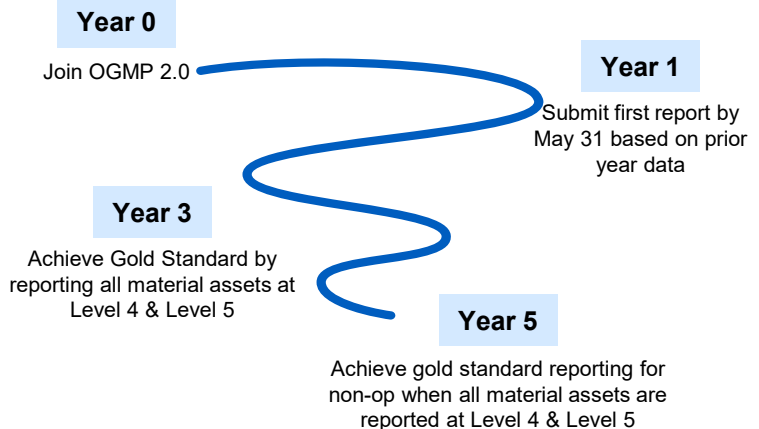 Year 0
Join OGMP 2.0
Year 1
Submit first report by
May 31 based on prior
year data
Year 3
Achieve Gold Standard by
reporting all material assets at
Level 4 & Level 5
Year 5
Achieve gold standard reporting for
non-op when all material assets are
reported at Level 4 & Level 5